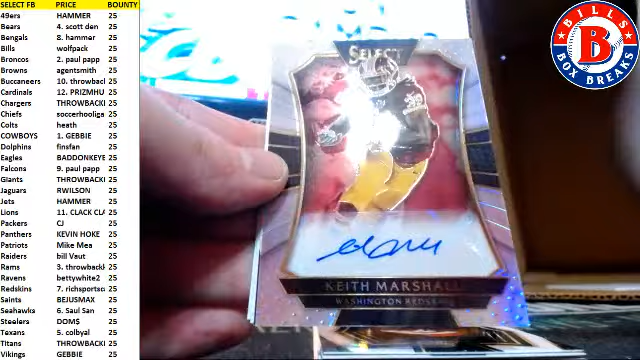 SELECT FB PRICE BOUNTY
49ers HAMMER 25
Bears 4. scott den 25
Bengals 8. hammer 25
Bills wolfpack 25
Broncos 2. paul papp 25
Browns agentsmith 25
Buccaneers 10. throwbacl 25
Cardinals 12. PRIZMHU 25
Chargers THROWBACKI 25
Chiefs soccerhooliga 25
Colts heath 25
COWBOYS 1. GEBBIE 25
Dolphins finsfan 25
Eagles BADDONKEYE 25
Falcons 9. paul papp 25
Giants THROWBACKI 25
Jaguars RWILSON 25
Jets HAMMER 25
Lions 11. CLACK CLA 25
Packers CJ 25
Panthers KEVIN HOKE 25
Patriots Mike Mea 25
Raiders bill Vaut 25
Rams 3. throwbackl 25
Ravens bettywhite2 25
Redskins 7. richsportsc 25
Saints BEJUSMAX 25
Seahawks 6. Saul San 25
Steelers DOM$ 25
Texans 5. colbyal 25
Titans THROWBACKI 25
Vikings GEBBIE 25
SELECT
KEITH MARSHALL
WASHINGTON
BILLS
B
BOX BREAKS